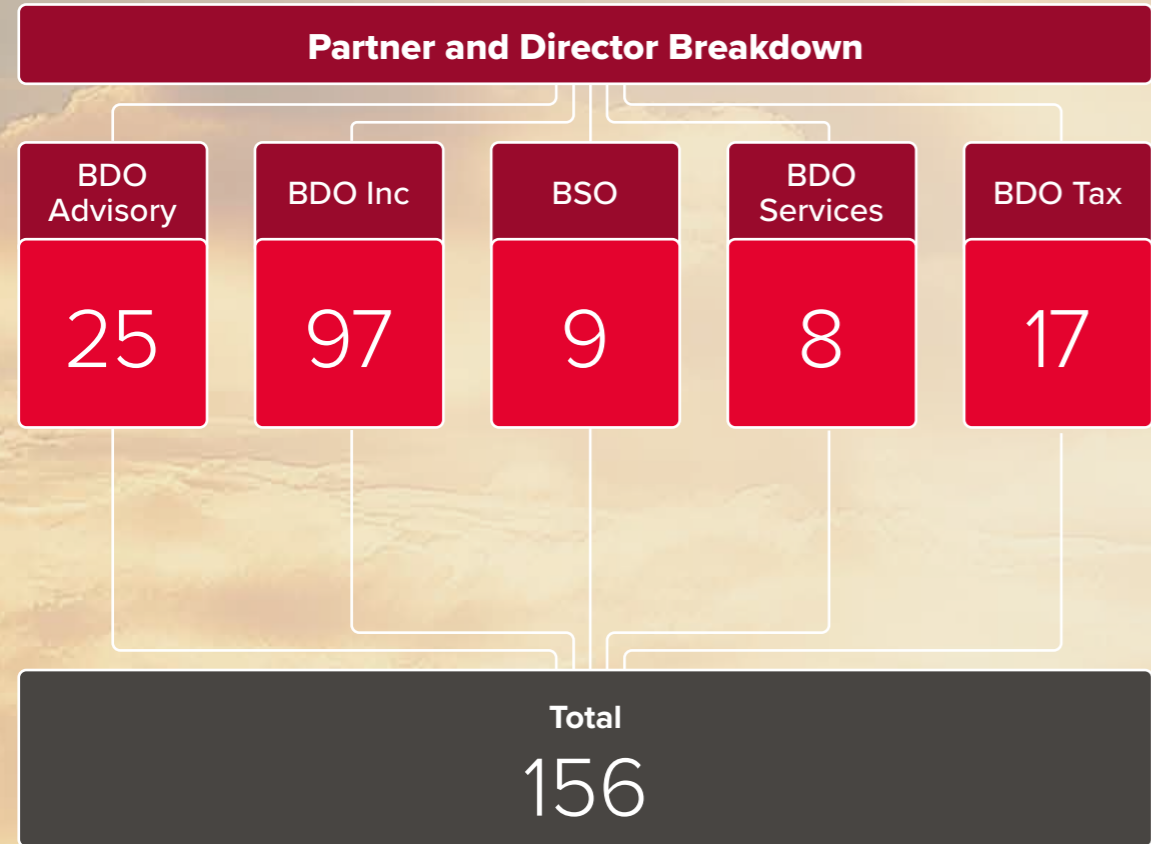 Partner and Director Breakdown
BDO
Advisory
BDO Inc
BSO
BDO
Services
BDO Tax
25
97
9
8
17
Total
156